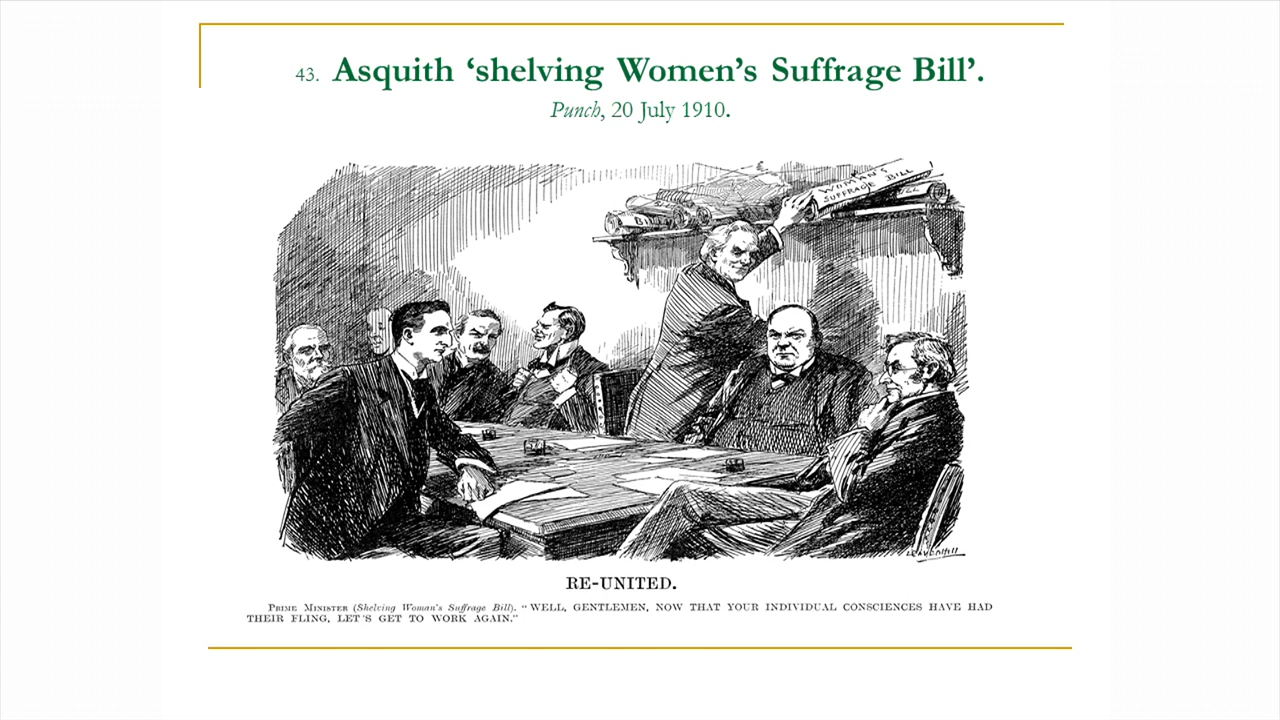 43. Asquith ‘shelving Women’s Suffrage Bill’.
Punch, 20 July 1910.
WOMAN'S
SUFFRAGE BILL
BILL
RE-UNITED.
Prime Minister (Shelving Woman's Suffrage Bill). "WELL, GENTLEMEN, NOW THAT YOUR INDIVIDUAL CONSCIENCES HAVE HAD
THEIR FLING, LET'S GET TO WORK AGAIN."